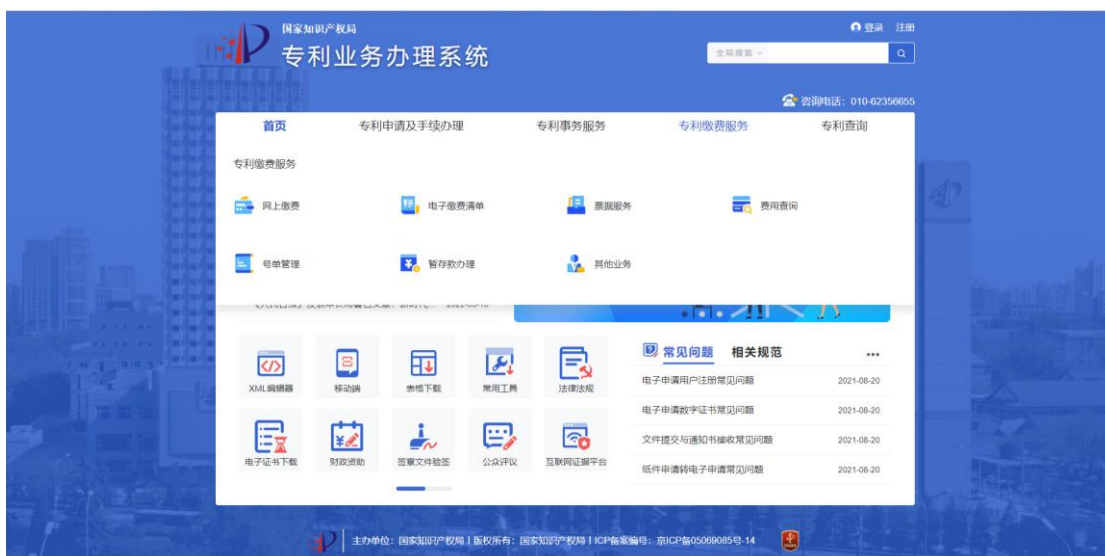 国家知识产权局
专利业务办理系统
登录 注册
全局搜索
咨询电话：010-62356655
首页 专利申请及手续办理 专利事务服务 专利缴费服务 专利查询
专利缴费服务
网上缴费 电子缴费清单 票据服务 费用查询
号单管理 暂存款办理 其他业务
常见问题 相关规范
XML编辑器 移动端 表格下载 常用工具 法律法规
电子申请用户注册常见问题 2021-08-20
电子申请数字证书常见问题 2021-08-20
文件提交与通知书接收常见问题 2021-08-20
电子证书下载 财政资助 签章文件验签 公众评议 互联网证据平台
纸件申请转电子申请常见问题 2021-08-20
主办单位：国家知识产权局 | 版权所有：国家知识产权局 | ICP备案编号：京ICP备05069085号-14